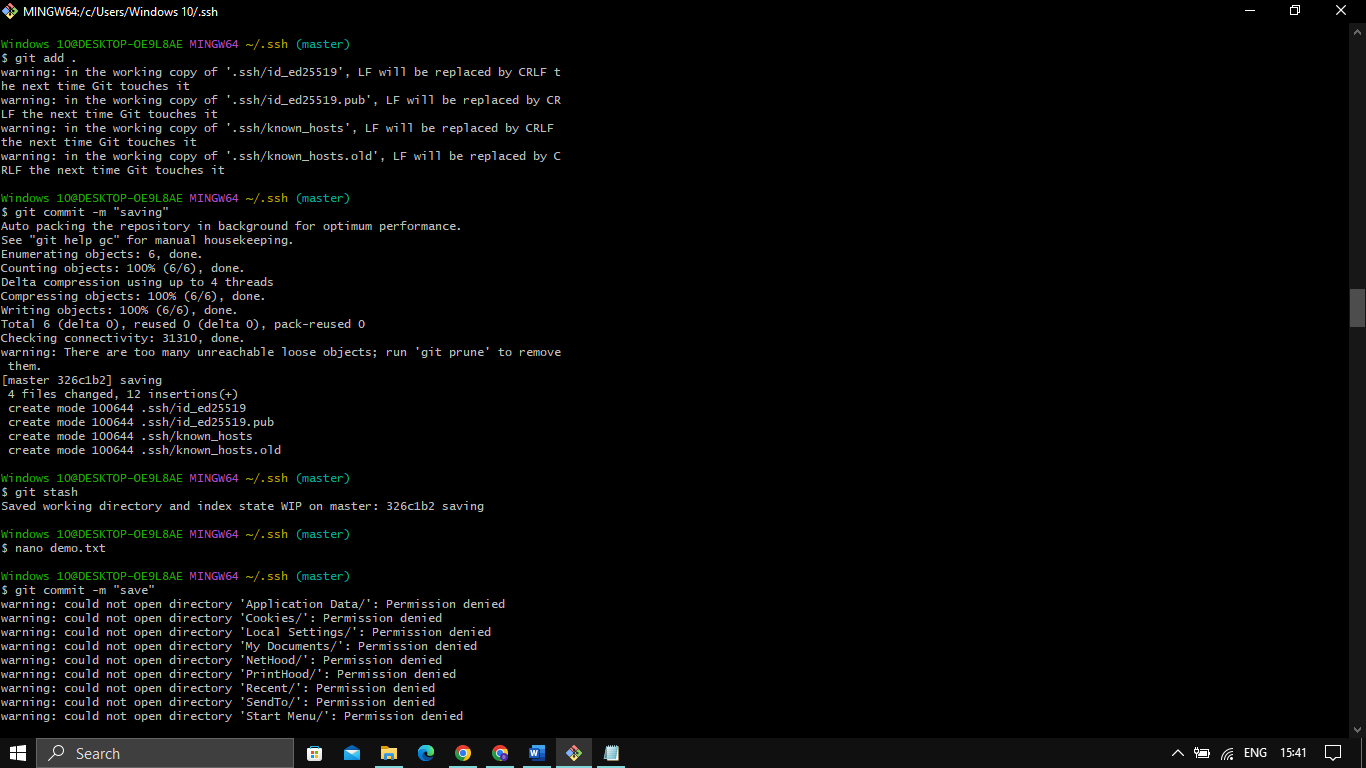 MINGW64:/c/Users/Windows 10/.ssh
Windows 10@DESKTOP-OE9L8AE MINGW64 ~/.ssh (master)
$ git add .
warning: in the working copy of '.ssh/id_ed25519', LF will be replaced by CRLF t
he next time Git touches it
warning: in the working copy of '.ssh/id_ed25519.pub', LF will be replaced by CR
LF the next time Git touches it
warning: in the working copy of '.ssh/known_hosts', LF will be replaced by CRLF
the next time Git touches it
warning: in the working copy of '.ssh/known_hosts.old', LF will be replaced by C
RLF the next time Git touches it
Windows 10@DESKTOP-OE9L8AE MINGW64 ~/.ssh (master)
$ git commit -m "saving"
Auto packing the repository in background for optimum performance.
See "git help gc" for manual housekeeping.
Enumerating objects: 6, done.
Counting objects: 100% (6/6), done.
Delta compression using up to 4 threads
Compressing objects: 100% (6/6), done.
Writing objects: 100% (6/6), done.
Total 6 (delta 0), reused 0 (delta 0), pack-reused 0
Checking connectivity: 31310, done.
warning: There are too many unreachable loose objects; run 'git prune' to remove
them.
[master 326c1b2] saving
4 files changed, 12 insertions(+)
create mode 100644 .ssh/id_ed25519
create mode 100644 .ssh/id_ed25519.pub
create mode 100644 .ssh/known_hosts
create mode 100644 .ssh/known_hosts.old
Windows 10@DESKTOP-OE9L8AE MINGW64 ~/.ssh (master)
$ git stash
Saved working directory and index state WIP on master: 326c1b2 saving
Windows 10@DESKTOP-OE9L8AE MINGW64 ~/.ssh (master)
$ nano demo.txt
Windows 10@DESKTOP-OE9L8AE MINGW64 ~/.ssh (master)
$ git commit -m "save"
warning: could not open directory 'Application Data/': Permission denied
warning: could not open directory 'Cookies/': Permission denied
warning: could not open directory 'Local Settings/': Permission denied
warning: could not open directory 'My Documents/': Permission denied
warning: could not open directory 'NetHood/': Permission denied
warning: could not open directory 'PrintHood/': Permission denied
warning: could not open directory 'Recent/': Permission denied
warning: could not open directory 'SendTo/': Permission denied
warning: could not open directory 'Start Menu/': Permission denied
Search
ENG 15:41